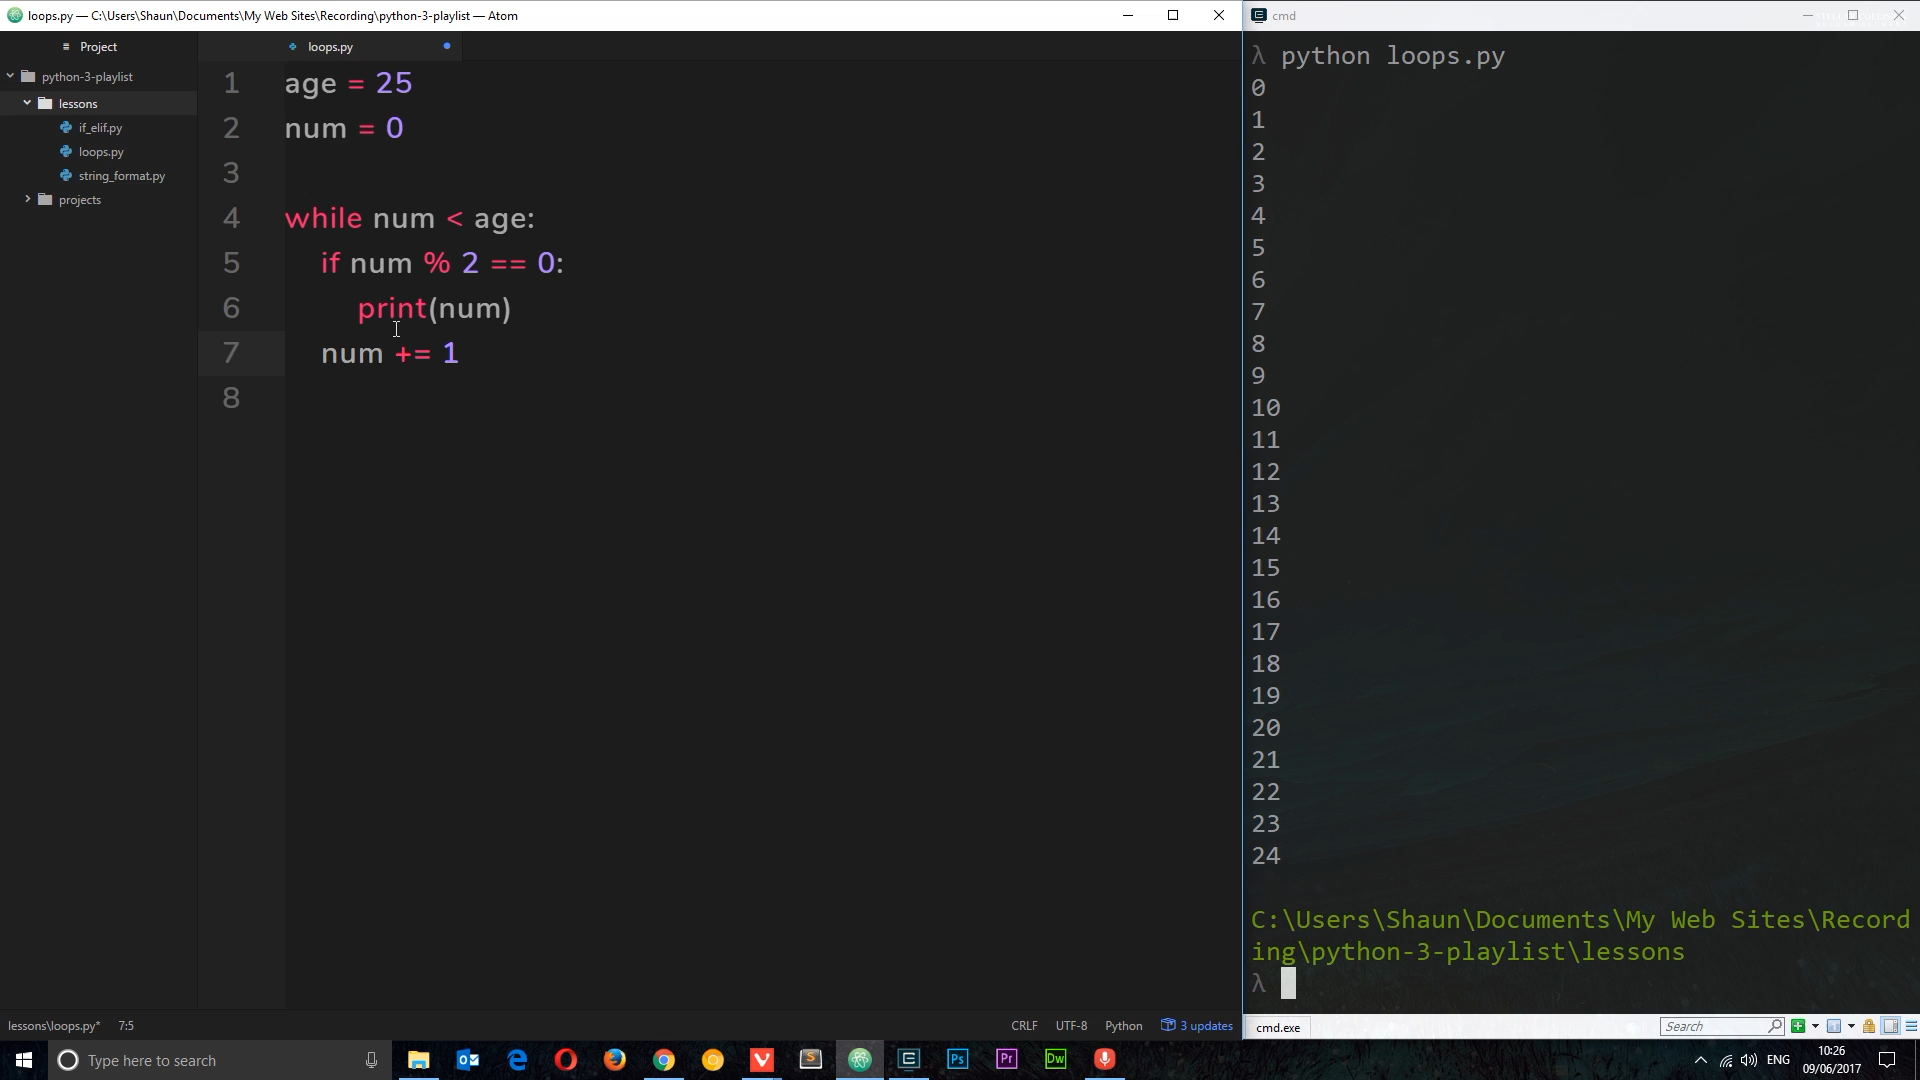 loops.py — C:\Users\Shaun\Documents\My Web Sites\Recording\python-3-playlist — Atom
Project
python-3-playlist
lessons
if_elif.py
loops.py
string_format.py
projects
loops.py
1 age = 25
2 num = 0
3
4 while num < age:
5 if num % 2 == 0:
6 print(num)
7 num += 1
8
lessons\loops.py* 7:5
CRLF UTF-8 Python 3 updates
cmd
λ python loops.py
0
1
2
3
4
5
6
7
8
9
10
11
12
13
14
15
16
17
18
19
20
21
22
23
24
C:\Users\Shaun\Documents\My Web Sites\Record
ing\python-3-playlist\lessons
λ
cmd.exe
Search
Type here to search
Ps
Pr
Dw
ENG
10:26
09/06/2017